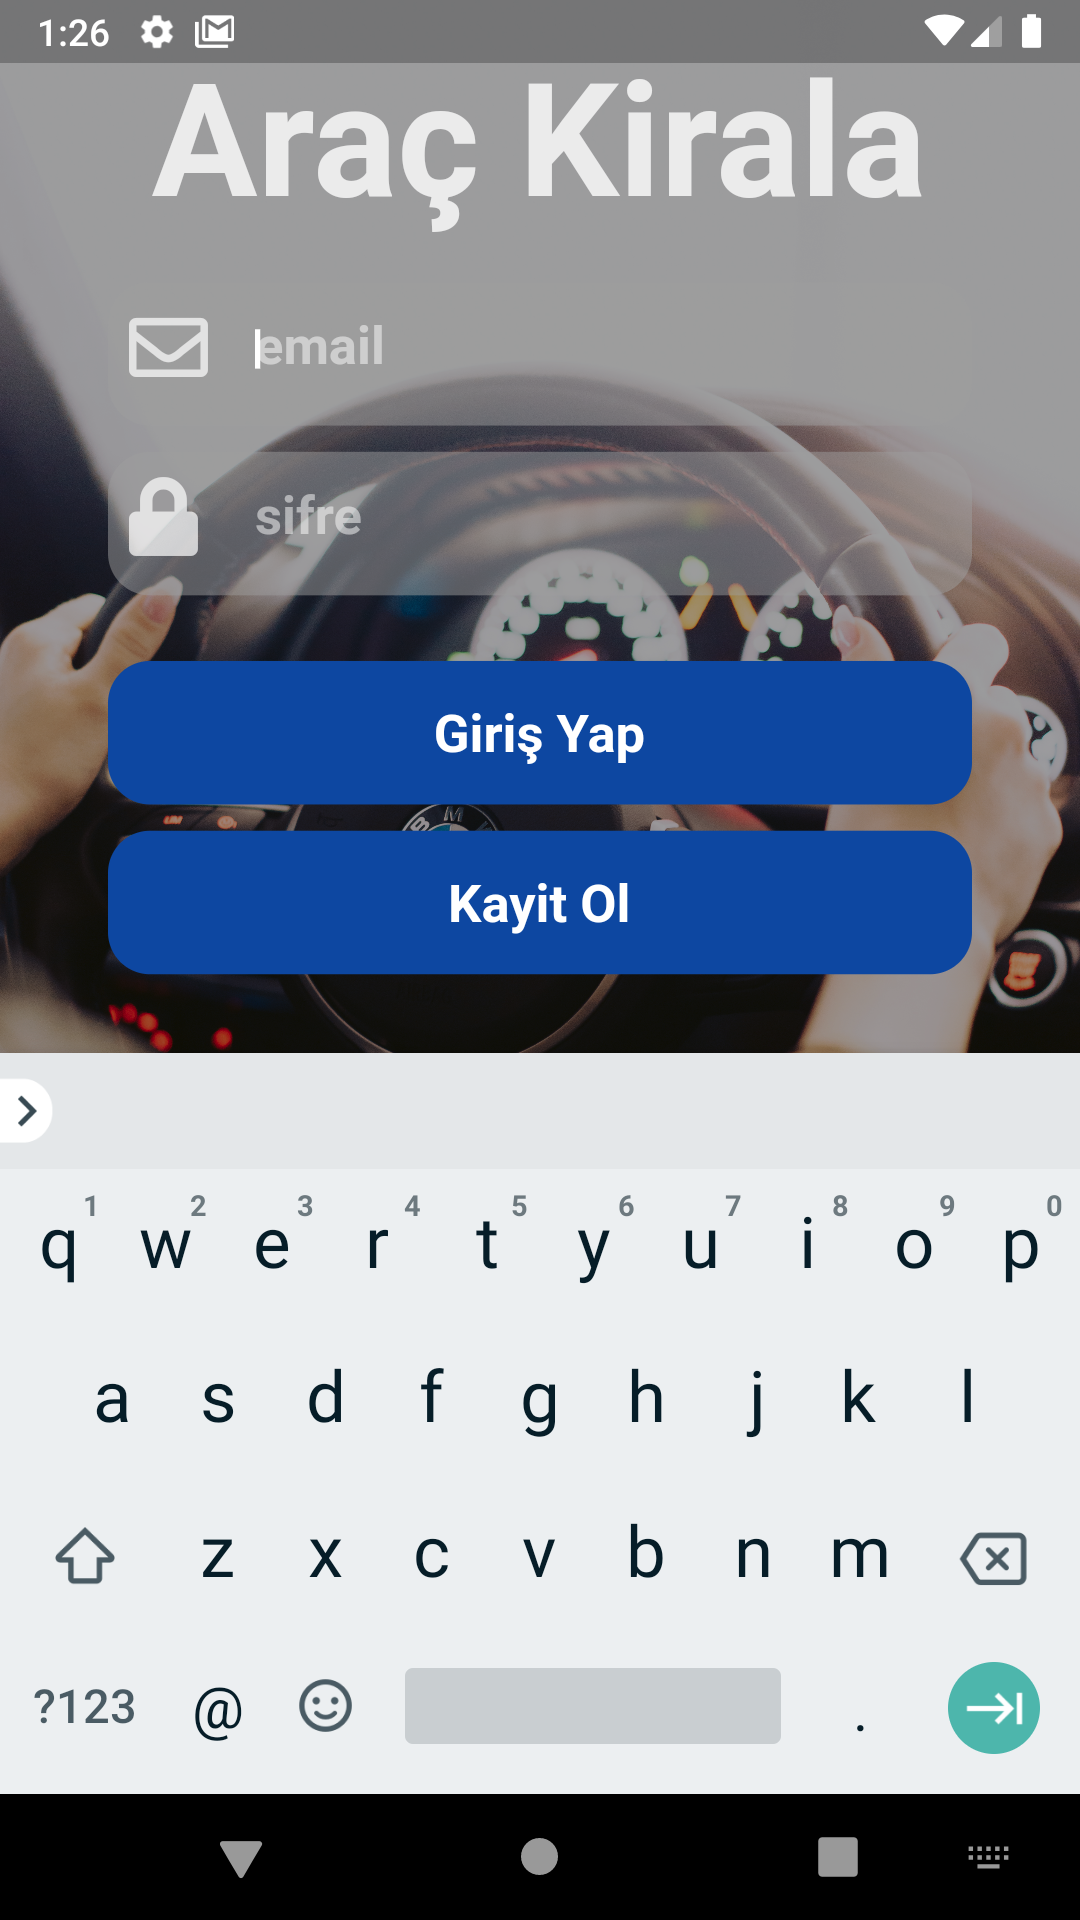 1:26
Araç Kirala
email
sifre
Giriş Yap
Kayit Ol
1 2 3 4 5 6 7 8 9 0
q w e r t y u i o p
a s d f g h j k l
z x c v b n m
?123 @ .